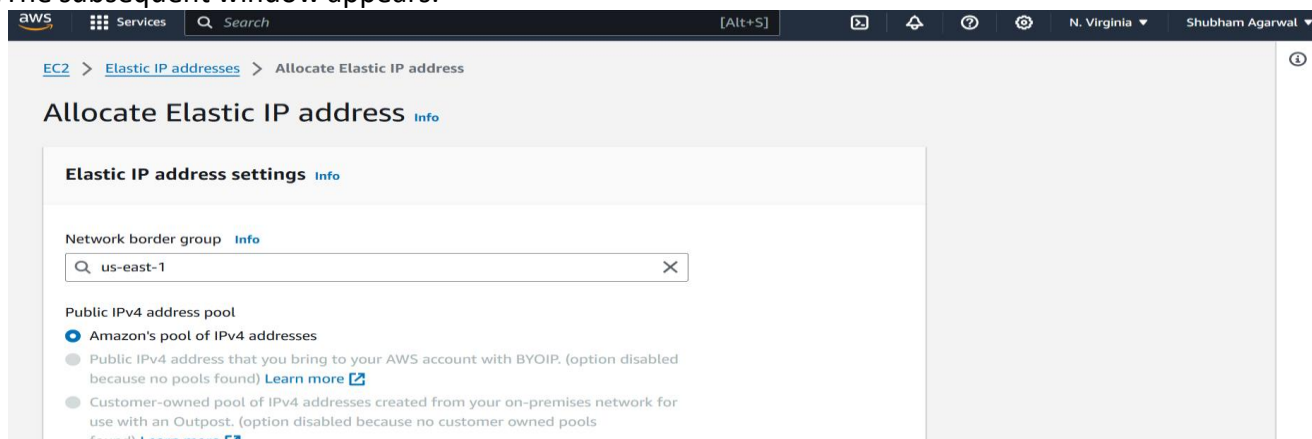 The subsequent window appears.
aws Services Search [Alt+S] N. Virginia Shubham Agarwal
EC2 > Elastic IP addresses > Allocate Elastic IP address
Allocate Elastic IP address Info
Elastic IP address settings Info
Network border group Info
us-east-1
Public IPv4 address pool
Amazon's pool of IPv4 addresses
Public IPv4 address that you bring to your AWS account with BYOIP. (option disabled
because no pools found) Learn more
Customer-owned pool of IPv4 addresses created from your on-premises network for
use with an Outpost. (option disabled because no customer owned pools
found) Learn more